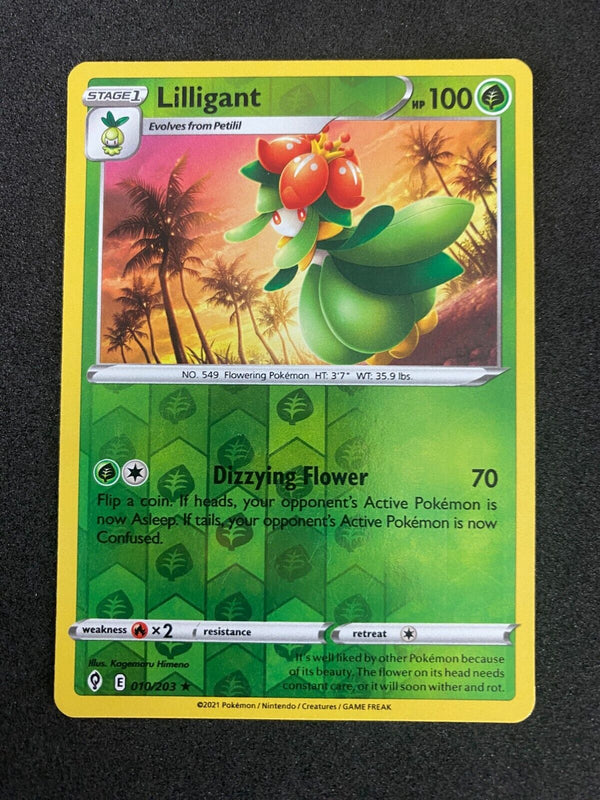 STAGE1 Lilligant HP 100
Evolves from Petilil
NO. 549 Flowering Pokémon HT: 3'7" WT: 35.9 lbs.
Dizzying Flower 70
Flip a coin. If heads, your opponent's Active Pokémon is
now Asleep. If tails, your opponent's Active Pokémon is now
Confused.
weakness ×2 resistance retreat
Illus. Kagemaru Himeno
It's well liked by other Pokémon because
of its beauty. The flower on its head needs
constant care, or it will soon wither and rot.
E 010/203 ★
©2021 Pokémon / Nintendo / Creatures / GAME FREAK